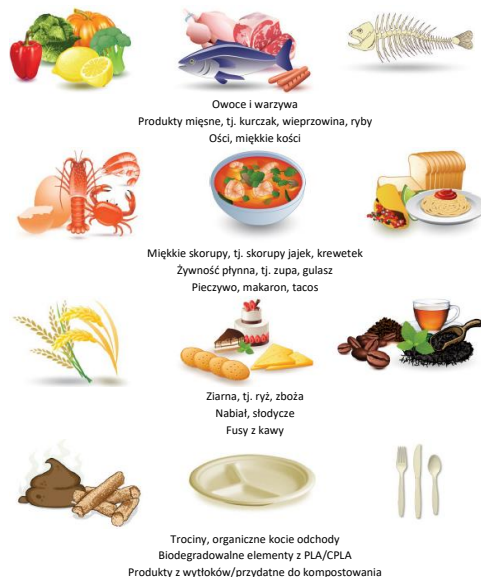 Owoce i warzywa
Produkty mięsne, tj. kurczak, wieprzowina, ryby
Ości, miękkie kości
Miękkie skorupy, tj. skorupy jajek, krewetek
Żywność płynna, tj. zupa, gulasz
Pieczywo, makaron, tacos
Ziarna, tj. ryż, zboża
Nabiał, słodycze
Fusy z kawy
Trociny, organiczne kocie odchody
Biodegradowalne elementy z PLA/CPLA
Produkty z wytłoków/przydatne do kompostowania